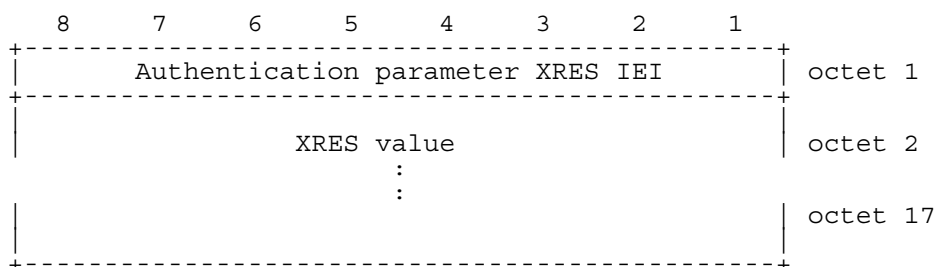 8 7 6 5 4 3 2 1
Authentication parameter XRES IEI octet 1
XRES value octet 2
:
:
octet 17